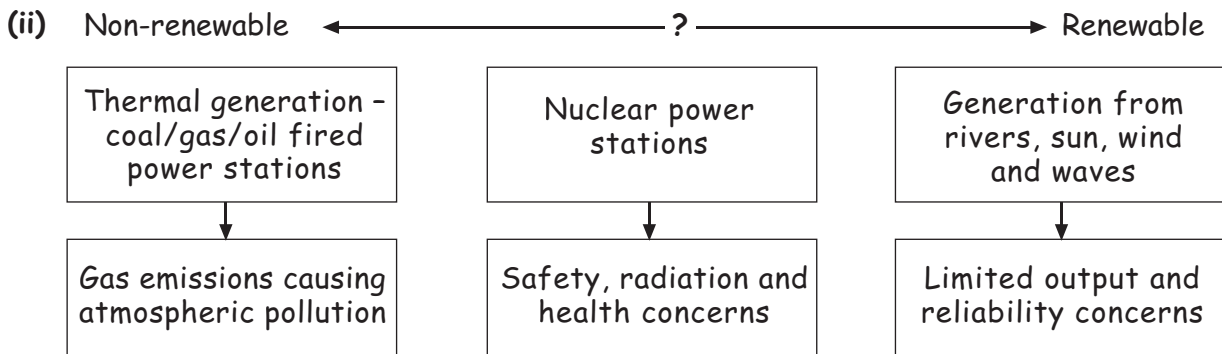 (ii) Non-renewable ? Renewable
Thermal generation –
coal/gas/oil fired
power stations
Nuclear power
stations
Generation from
rivers, sun, wind
and waves
Gas emissions causing
atmospheric pollution
Safety, radiation and
health concerns
Limited output and
reliability concerns